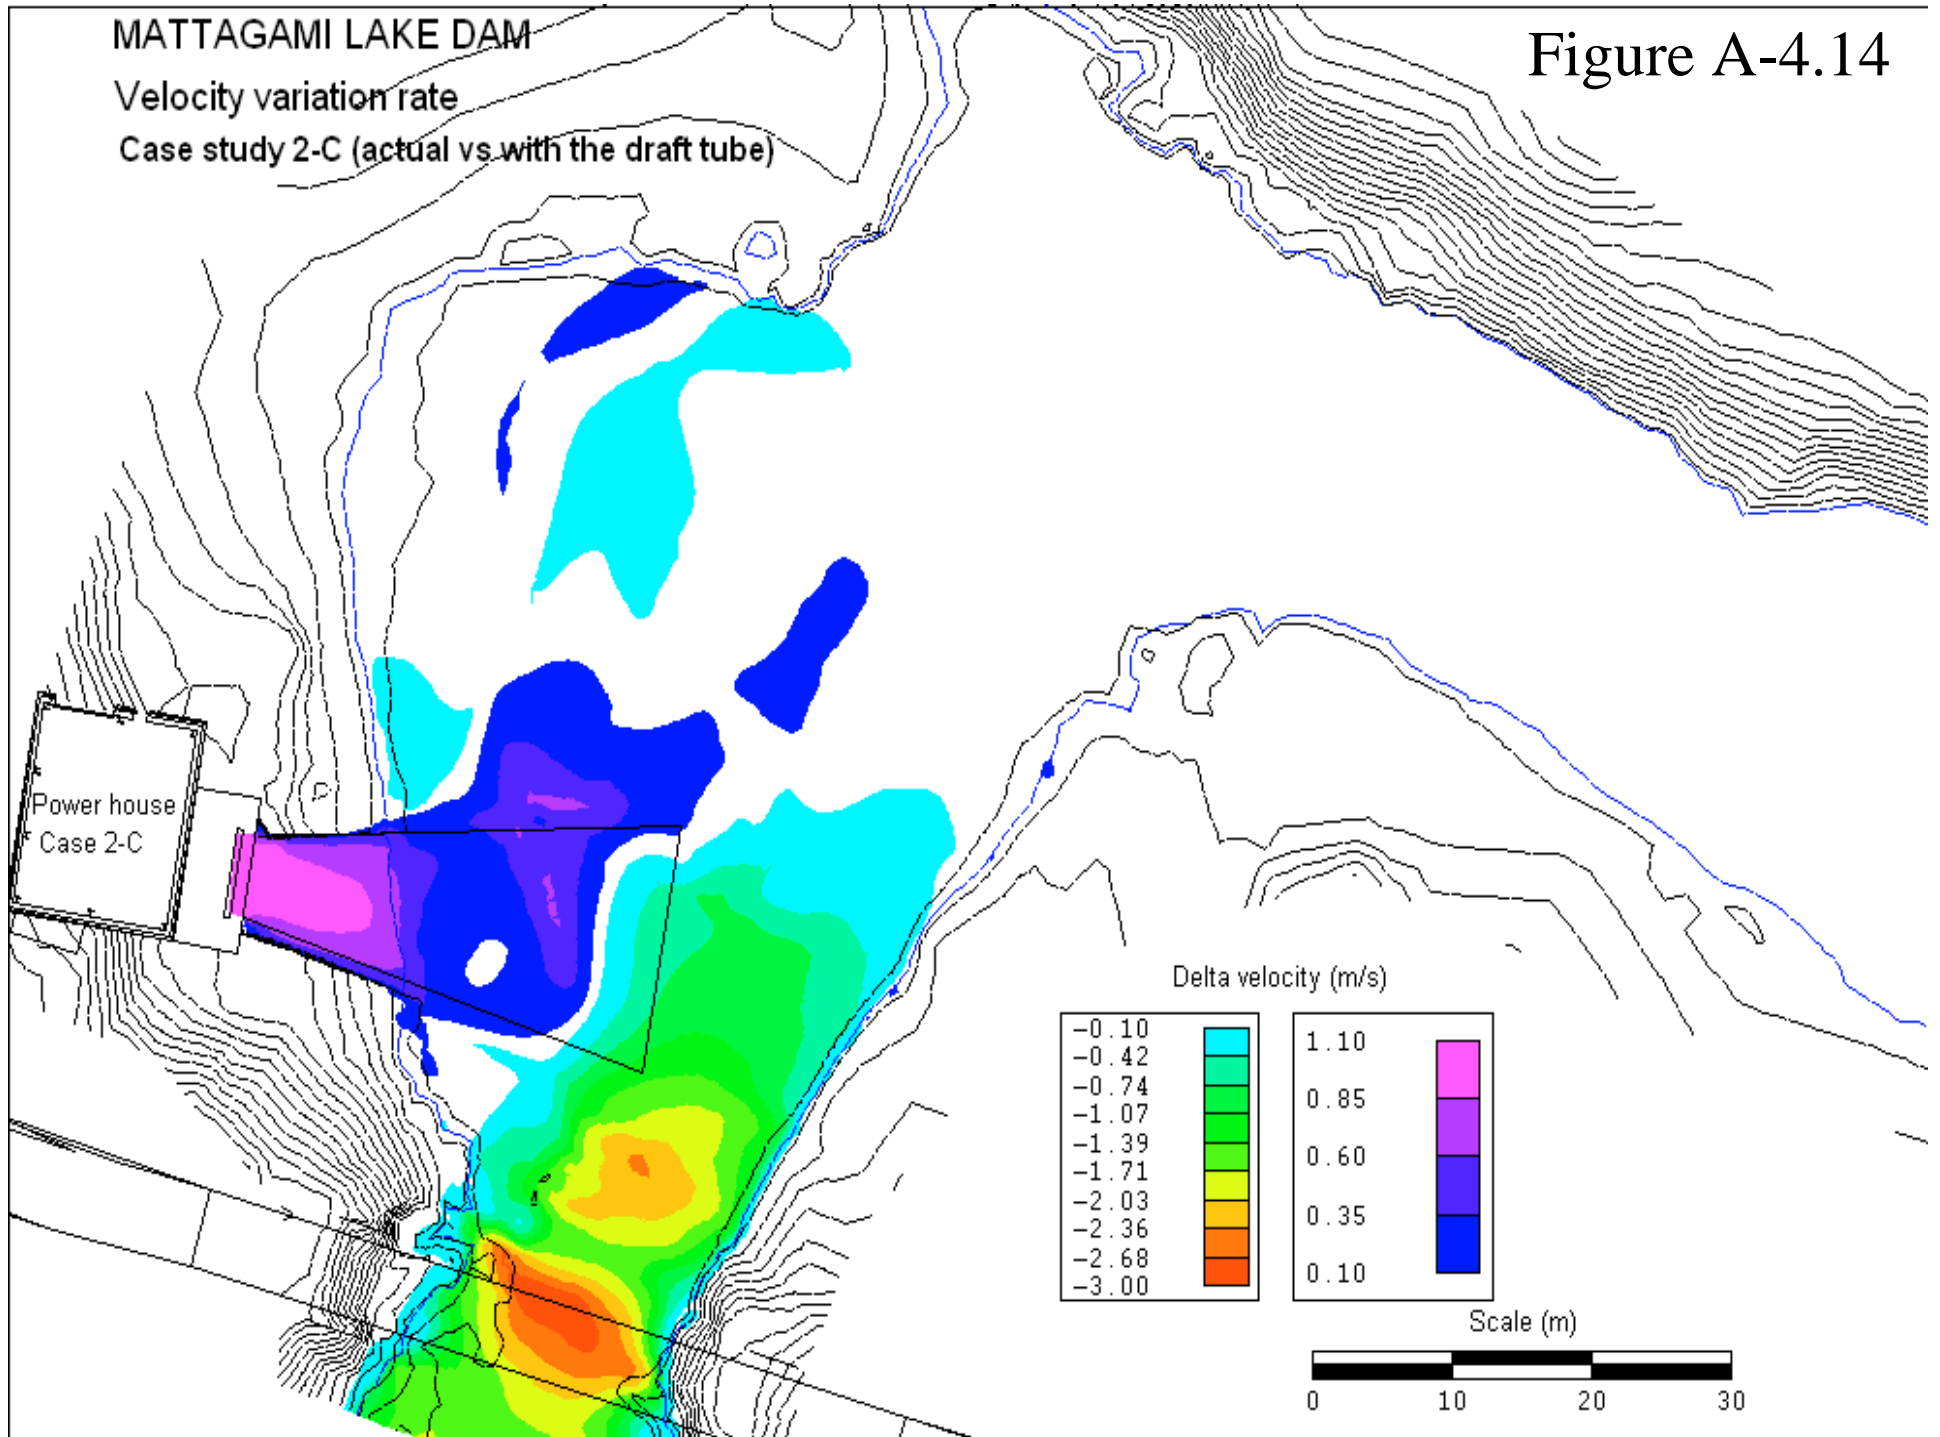 MATTAGAMI LAKE DAM
Figure A-4.14
Velocity variation rate
Case study 2-C (actual vs with the draft tube)
Power house
Case 2-C
Delta velocity (m/s)
-0.10
-0.42
-0.74
-1.07
-1.39
-1.71
-2.03
-2.36
-2.68
-3.00
1.10
0.85
0.60
0.35
0.10
Scale (m)
0 10 20 30